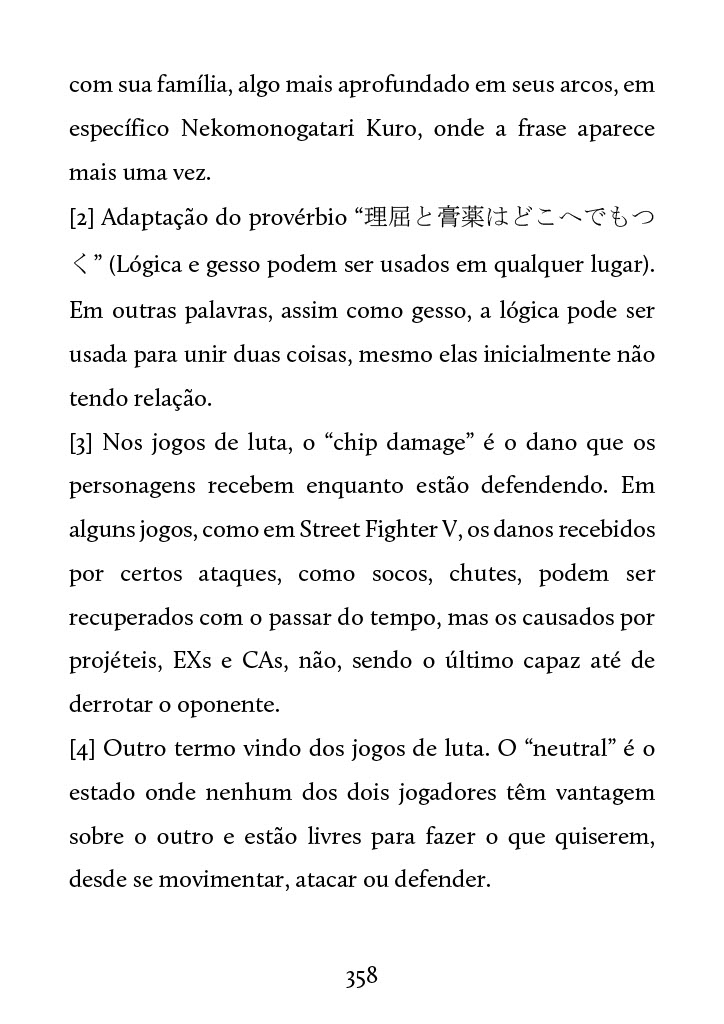 com sua família, algo mais aprofundado em seus arcos, em
específico Nekomonogatari Kuro, onde a frase aparece
mais uma vez.
[2] Adaptação do provérbio “理屈と膏薬はどこへでもつ
く” (Lógica e gesso podem ser usados em qualquer lugar).
Em outras palavras, assim como gesso, a lógica pode ser
usada para unir duas coisas, mesmo elas inicialmente não
tendo relação.
[3] Nos jogos de luta, o “chip damage” é o dano que os
personagens recebem enquanto estão defendendo. Em
alguns jogos, como em Street Fighter V, os danos recebidos
por certos ataques, como socos, chutes, podem ser
recuperados com o passar do tempo, mas os causados por
projéteis, EXs e CAs, não, sendo o último capaz até de
derrotar o oponente.
[4] Outro termo vindo dos jogos de luta. O “neutral” é o
estado onde nenhum dos dois jogadores têm vantagem
sobre o outro e estão livres para fazer o que quiserem,
desde se movimentar, atacar ou defender.
358